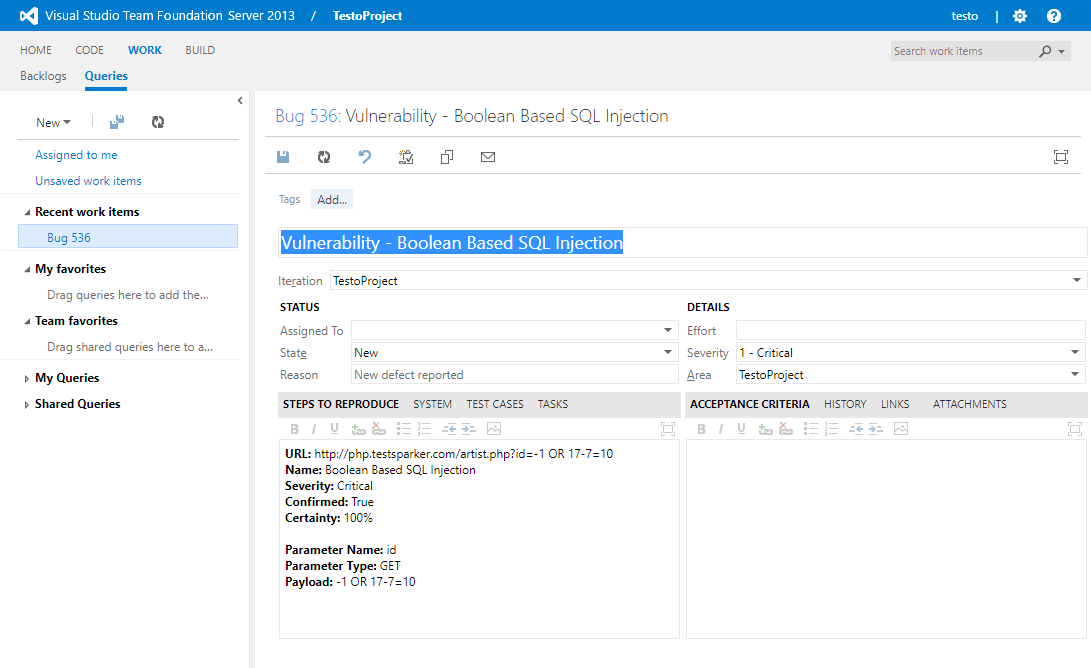 Visual Studio Team Foundation Server 2013 / TestoProject testo | ?
HOME CODE WORK BUILD
Search work items
Backlogs Queries
New
Assigned to me
Unsaved work items
Recent work items
Bug 536
My favorites
Drag queries here to add the...
Team favorites
Drag shared queries here to a...
My Queries
Shared Queries
Bug 536: Vulnerability - Boolean Based SQL Injection
Tags Add...
Vulnerability - Boolean Based SQL Injection
Iteration TestoProject
STATUS
Assigned To
State New
Reason New defect reported
DETAILS
Effort
Severity 1 - Critical
Area TestoProject
STEPS TO REPRODUCE SYSTEM TEST CASES TASKS
B I U
URL: http://php.testsparker.com/artist.php?id=-1 OR 17-7=10
Name: Boolean Based SQL Injection
Severity: Critical
Confirmed: True
Certainty: 100%
Parameter Name: id
Parameter Type: GET
Payload: -1 OR 17-7=10
ACCEPTANCE CRITERIA HISTORY LINKS ATTACHMENTS
B I U